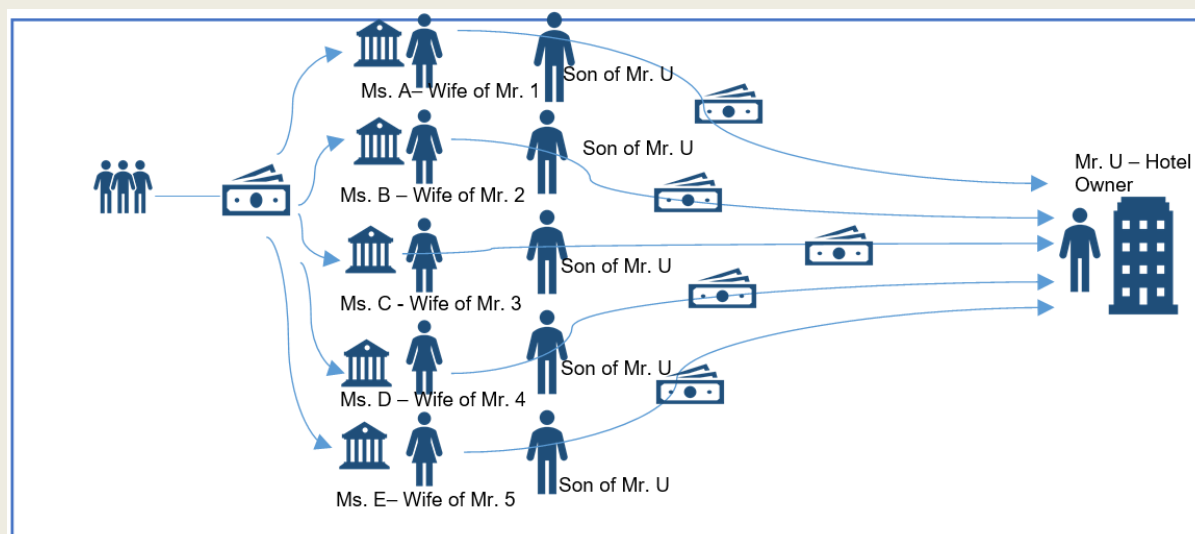 Ms. A– Wife of Mr. 1
Son of Mr. U
Ms. B – Wife of Mr. 2
Son of Mr. U
Mr. U – Hotel
Owner
Ms. C - Wife of Mr. 3
Son of Mr. U
Ms. D – Wife of Mr. 4
Son of Mr. U
Ms. E– Wife of Mr. 5
Son of Mr. U